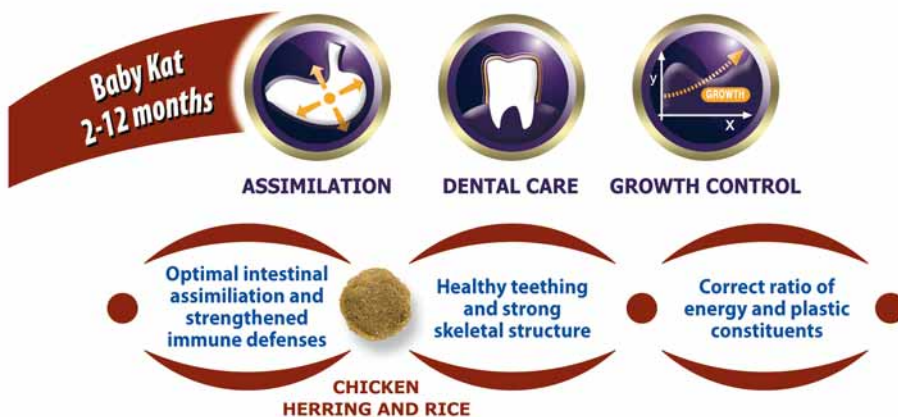 Baby Kat
2-12 months
y
GROWTH
x
ASSIMILATION
DENTAL CARE
GROWTH CONTROL
Optimal intestinal
assimiliation and
strengthened
immune defenses
Healthy teething
and strong
skeletal structure
Correct ratio of
energy and plastic
constituents
CHICKEN
HERRING AND RICE